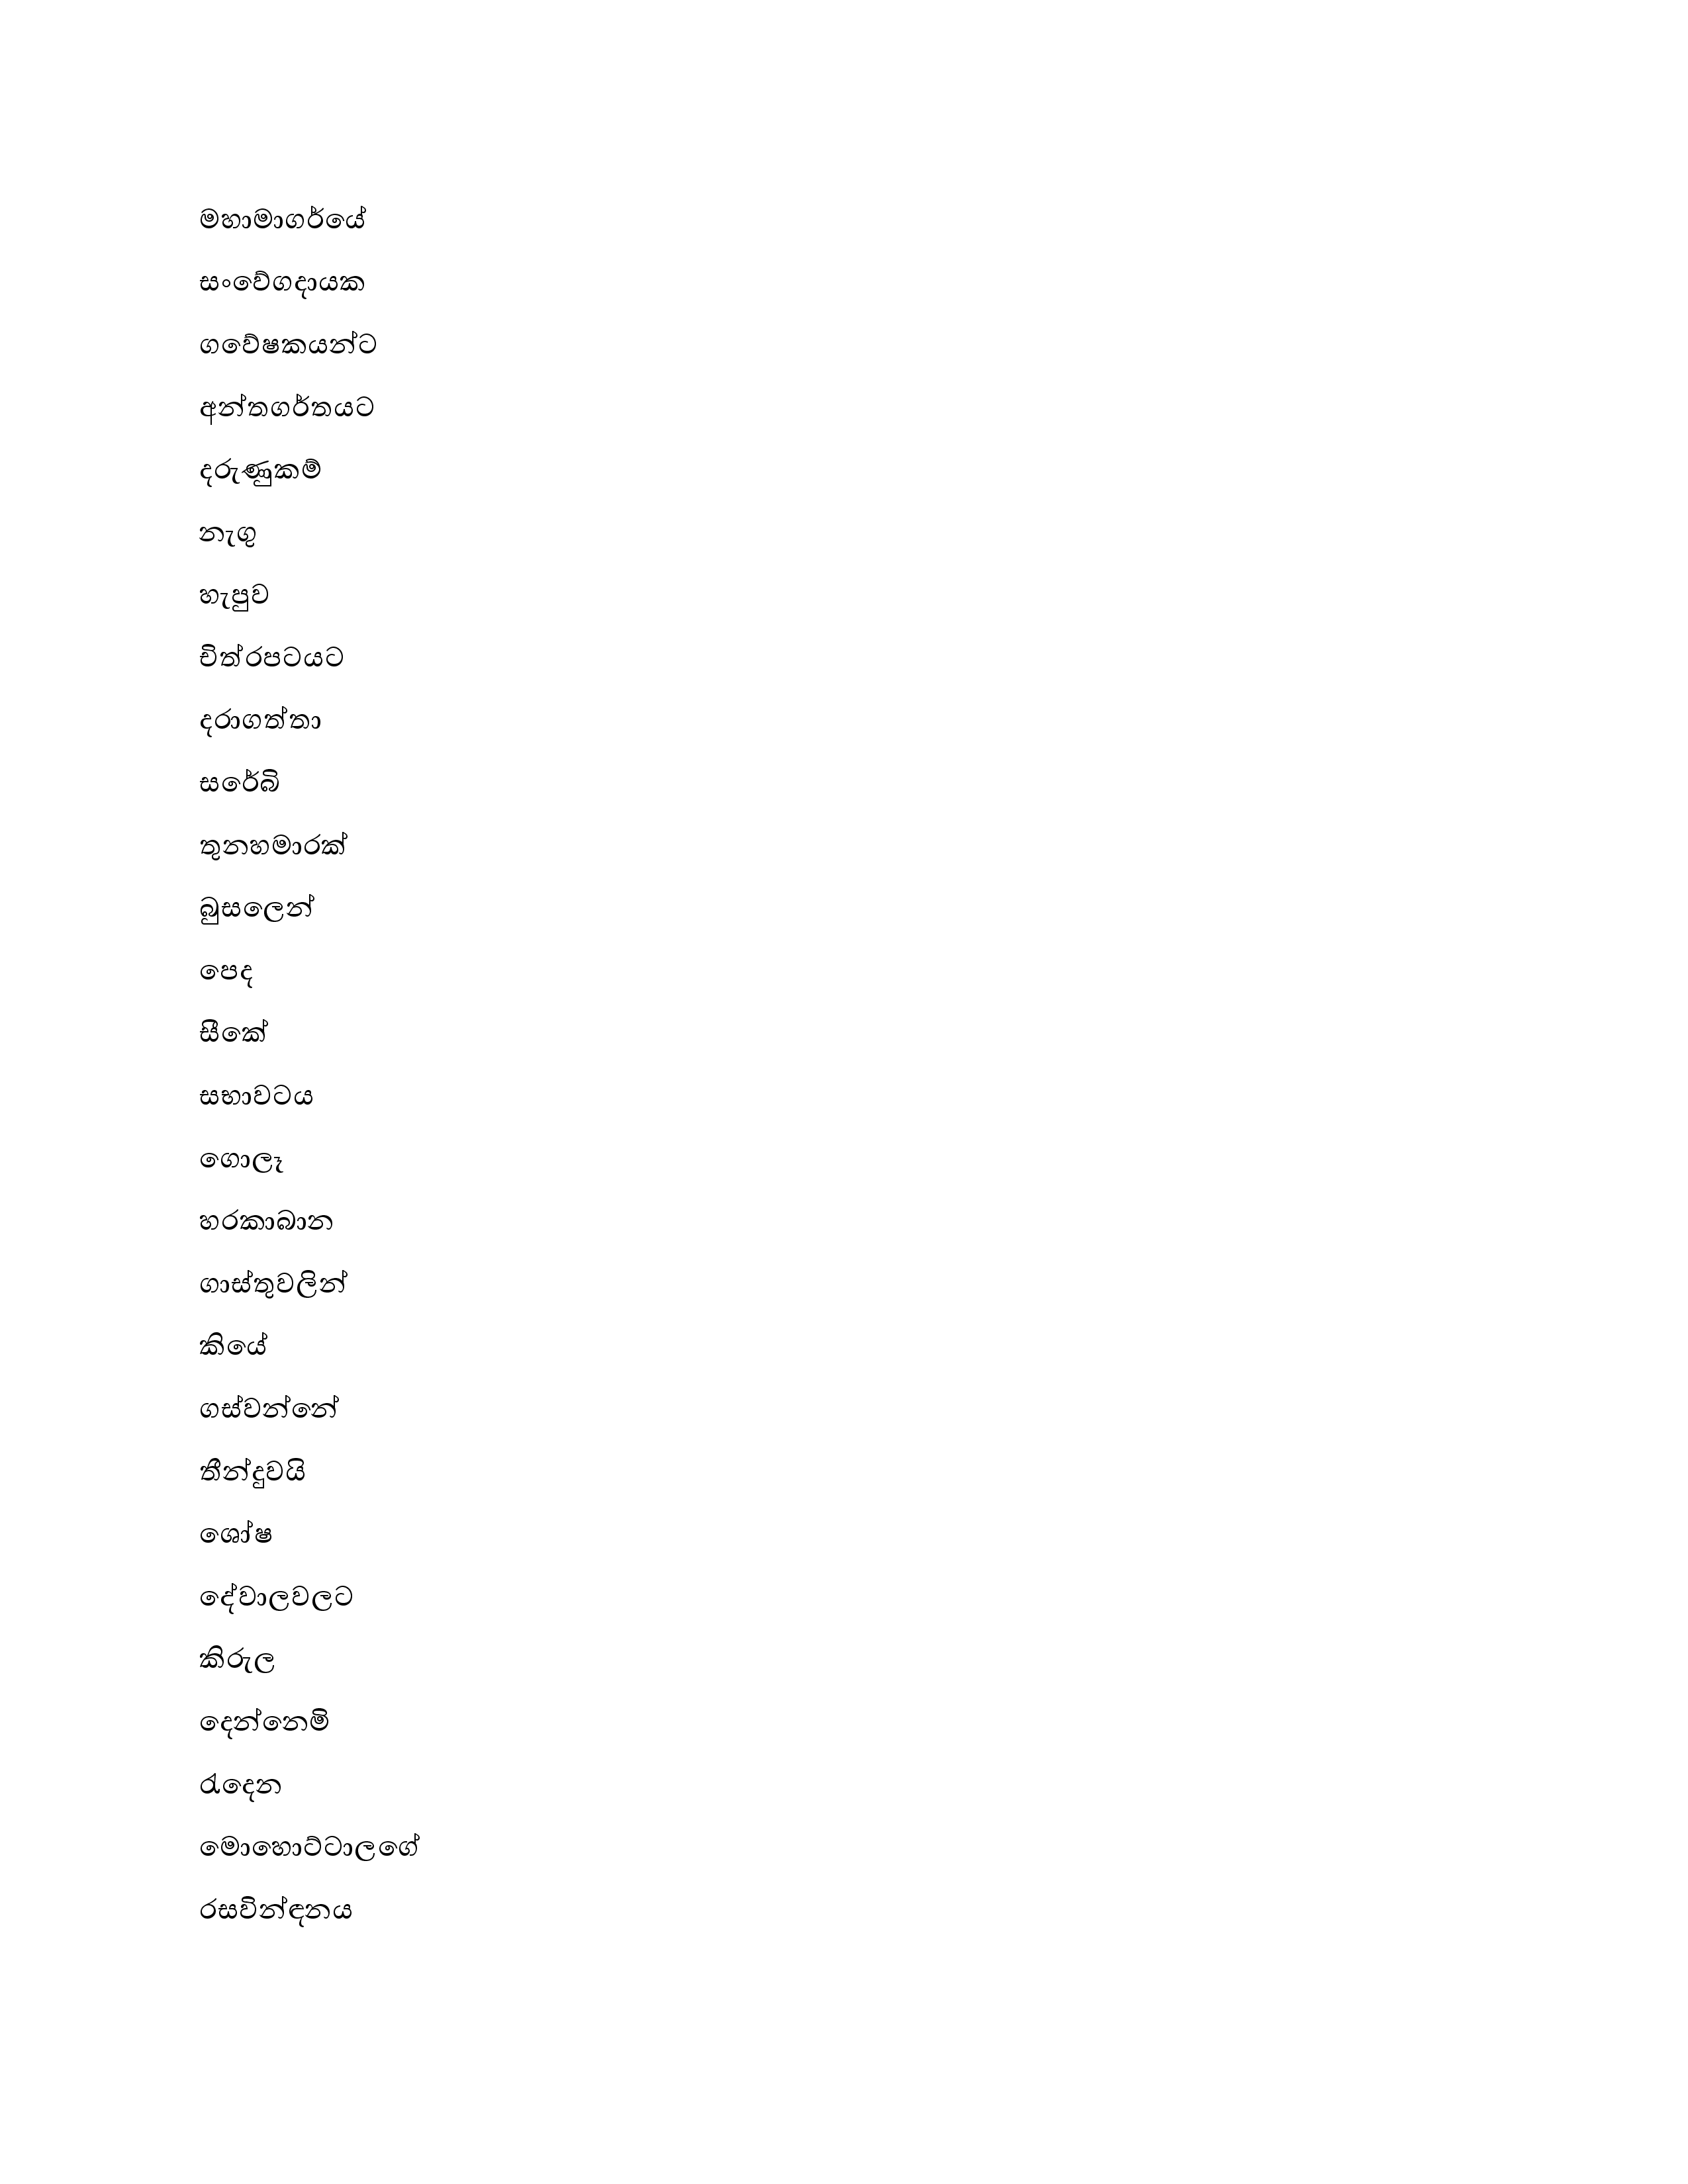 මහාමාගර්යේ
සංවේගදායක
ගවේෂකයන්ට
අන්තගර්තයට
දරුණුකම්
නැගු
හැපුව
චිත්රපටයට
දරාගත්තා
සරේබි
තුනහමාරක්
බුසලෙන්
පෙද
සීකේ
සභාවටය
ගොලෑ
හරකාබාන
ගාස්තුවලින්
කියේ
ගස්වන්නේ
තීන්දුවයි
ශෝෂ
දේවාලවලට
කිරුල
දෙන්නෙමි
රැදෙන
මොහොට්ටාලගේ
රසවින්ඳනය